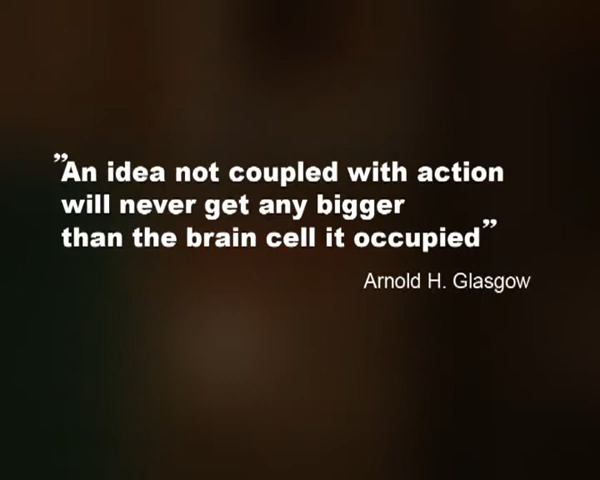 ”An idea not coupled with action
will never get any bigger
than the brain cell it occupied”
Arnold H. Glasgow